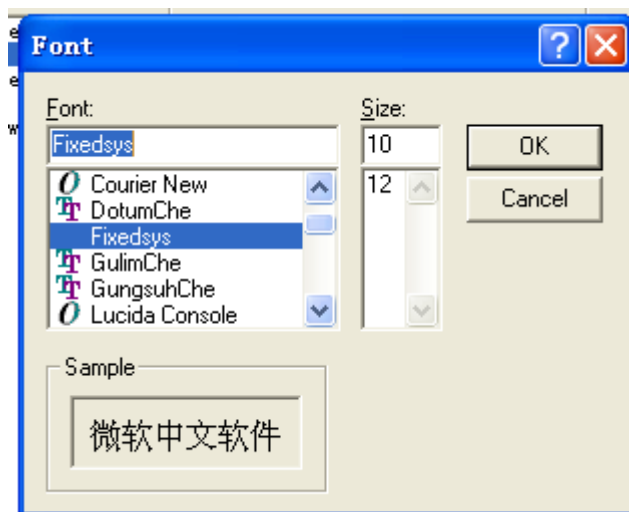 e
e
w
Font
Font:
Size:
Fixedsys
10
OK
Courier New
12
DotumChe
Cancel
Fixedsys
GulimChe
GungsuhChe
Lucida Console
Sample
微软中文软件